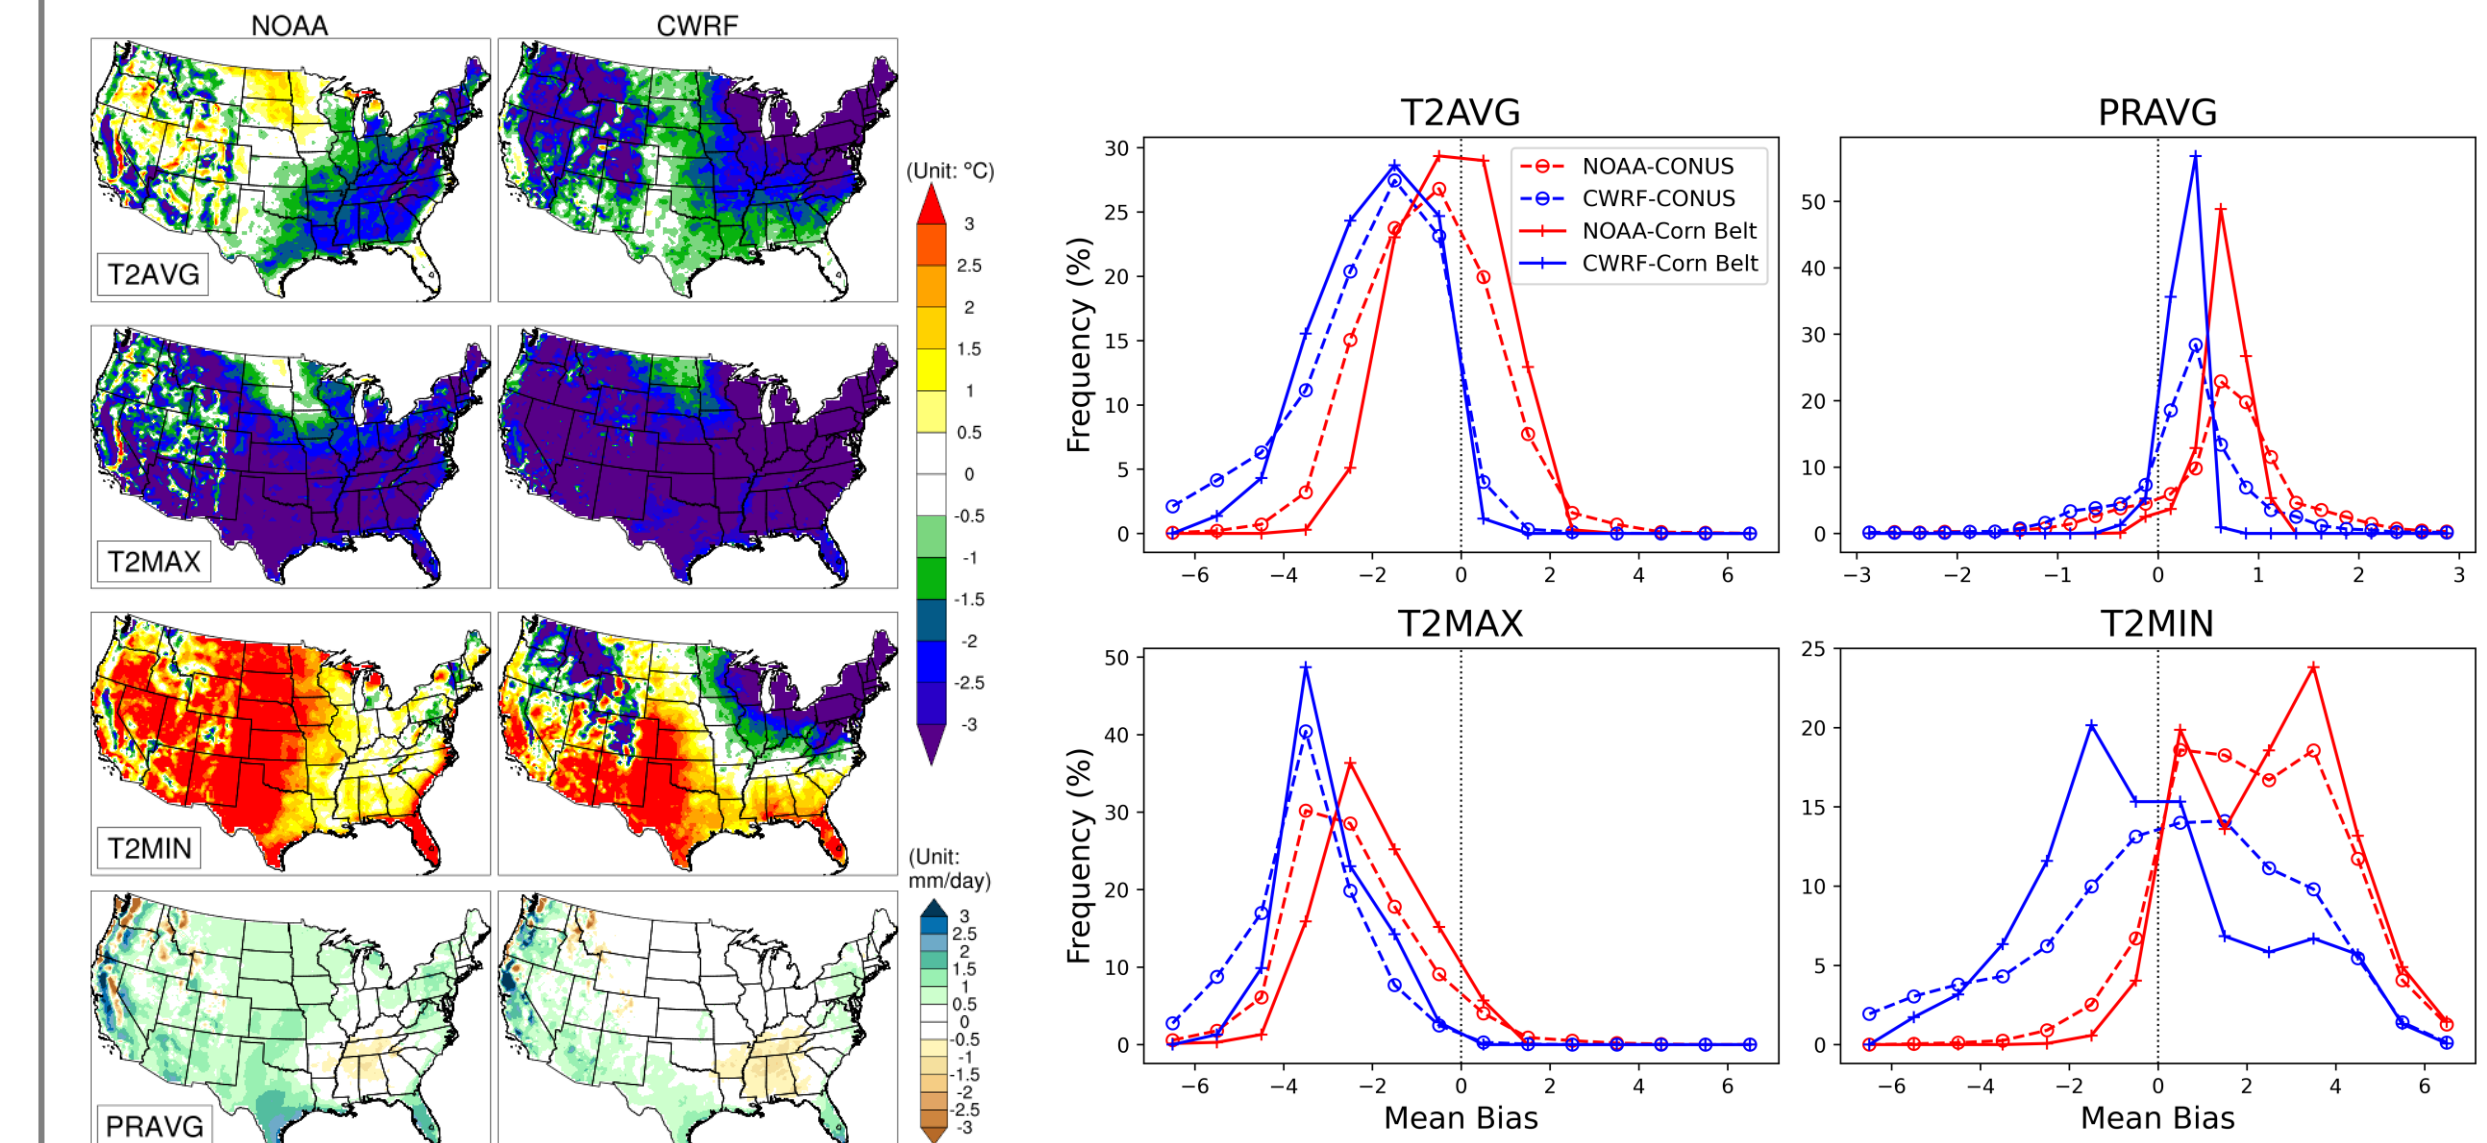 NOAA
CWRF
T2AVG
T2MAX
T2MIN
PRAVG
(Unit: °C)
3
2.5
2
1.5
1
0.5
0
-0.5
-1
-1.5
-2
-2.5
-3
(Unit:
mm/day)
3
2.5
2
1.5
1
0.5
0
-0.5
-1
-1.5
-2
-2.5
-3
T2AVG
Frequency (%)
30
25
20
15
10
5
0
−6 −4 −2 0 2 4 6
NOAA-CONUS
CWRF-CONUS
NOAA-Corn Belt
CWRF-Corn Belt
PRAVG
50
40
30
20
10
0
−3 −2 −1 0 1 2 3
T2MAX
Frequency (%)
50
40
30
20
10
0
−6 −4 −2 0 2 4 6
Mean Bias
T2MIN
25
20
15
10
5
0
−6 −4 −2 0 2 4 6
Mean Bias